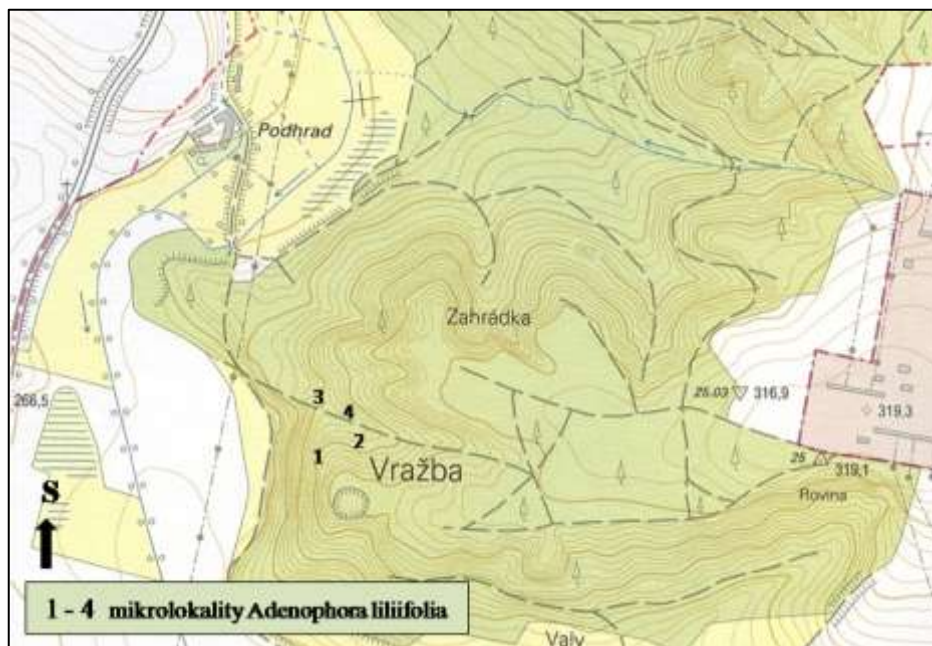 Podhrad
Zahrádka
25.03 316,9
319,3
266,5
3
4
2
1
Vražba
25 319,1
Rovina
S
1 - 4 mikrolokality Adenophora liliifolia
Valy